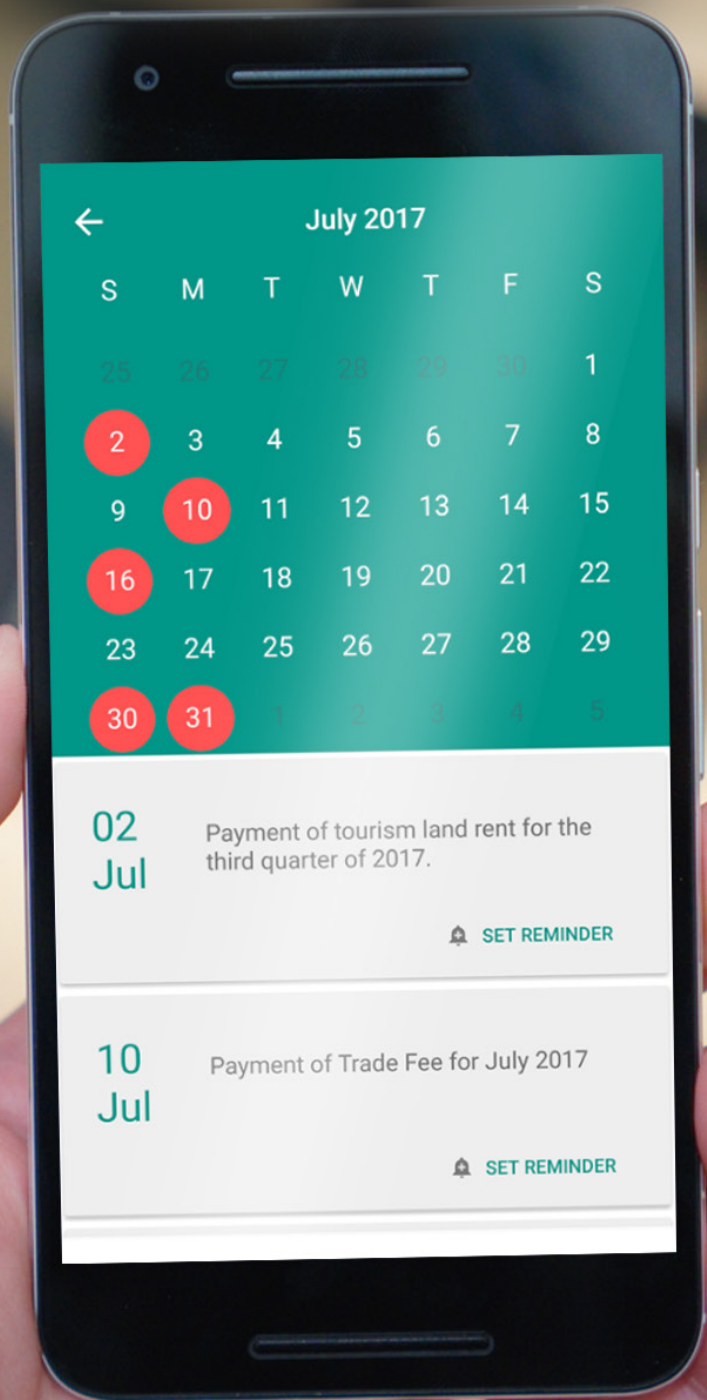 July 2017
S M T W T F S
25 26 27 28 29 30 1
2 3 4 5 6 7 8
9 10 11 12 13 14 15
16 17 18 19 20 21 22
23 24 25 26 27 28 29
30 31 1 2 3 4 5
02
Jul
Payment of tourism land rent for the
third quarter of 2017.
SET REMINDER
10
Jul
Payment of Trade Fee for July 2017
SET REMINDER